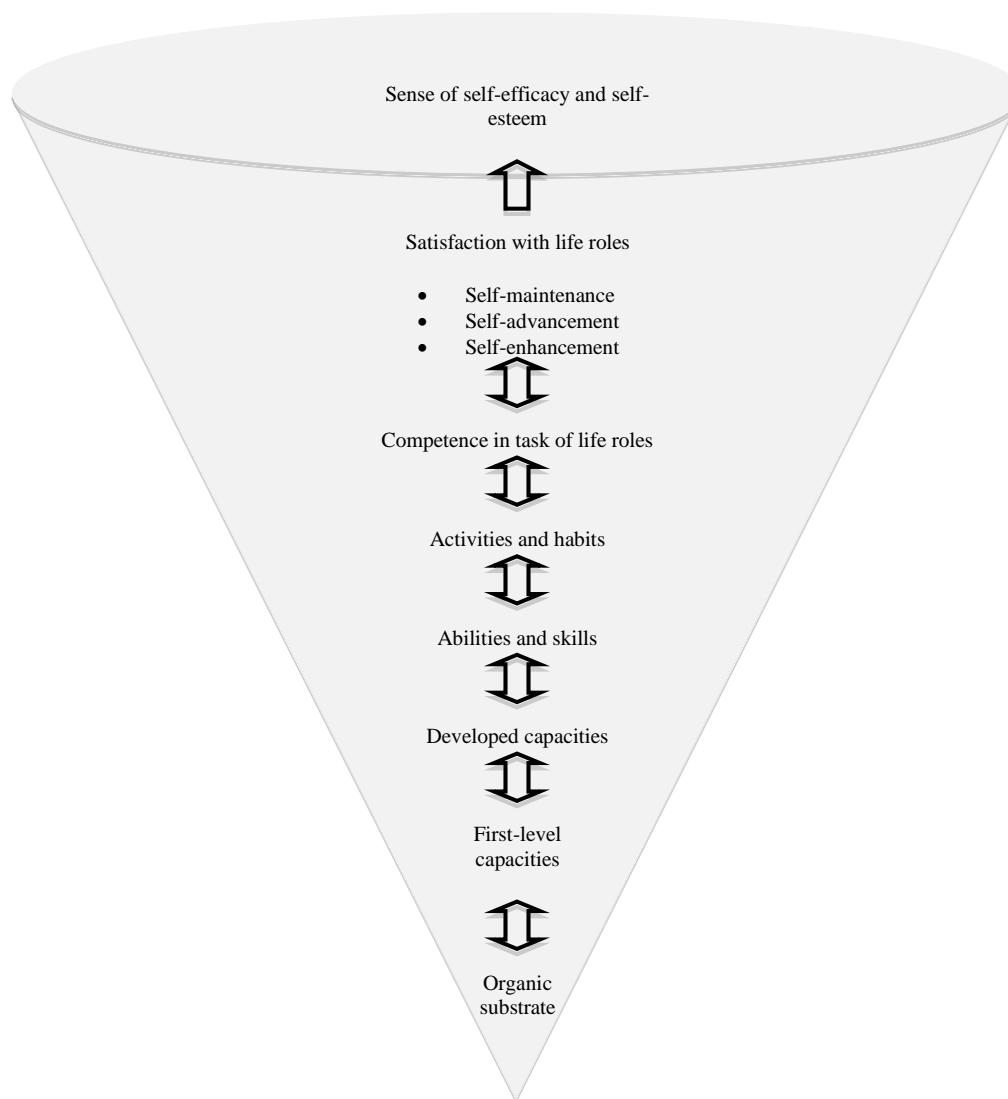 Sense of self-efficacy and self-
esteem
Satisfaction with life roles
• Self-maintenance
• Self-advancement
• Self-enhancement
Competence in task of life roles
Activities and habits
Abilities and skills
Developed capacities
First-level
capacities
Organic
substrate